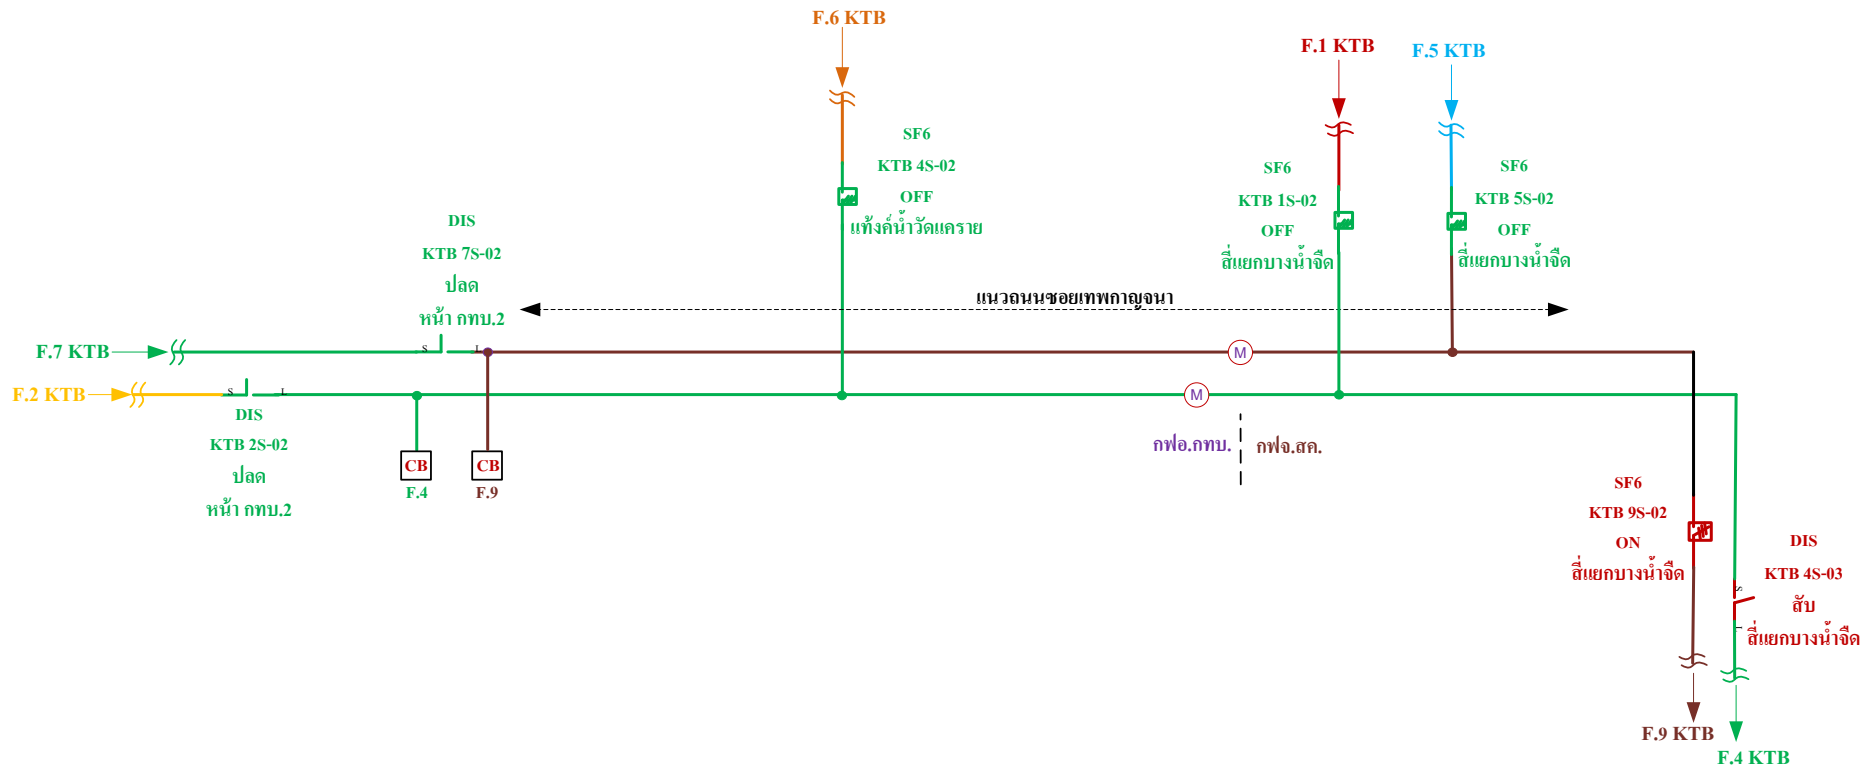 F.6 KTB
F.1 KTB
F.5 KTB
SF6
KTB 4S-02
OFF
แท้งค์น้ำวัดแคราย
SF6
KTB 1S-02
OFF
สี่แยกบางน้ำจืด
SF6
KTB 5S-02
OFF
สี่แยกบางน้ำจืด
DIS
KTB 7S-02
ปลด
หน้า กทบ.2
แนวถนนซอยเทพกาญจนา
F.7 KTB
S
L
M
F.2 KTB
S
L
M
DIS
KTB 2S-02
ปลด
หน้า กทบ.2
CB
F.4
CB
F.9
กฟอ.กทบ.
กฟจ.สค.
SF6
KTB 9S-02
ON
สี่แยกบางน้ำจืด
DIS
KTB 4S-03
สับ
สี่แยกบางน้ำจืด
S
L
F.9 KTB
F.4 KTB